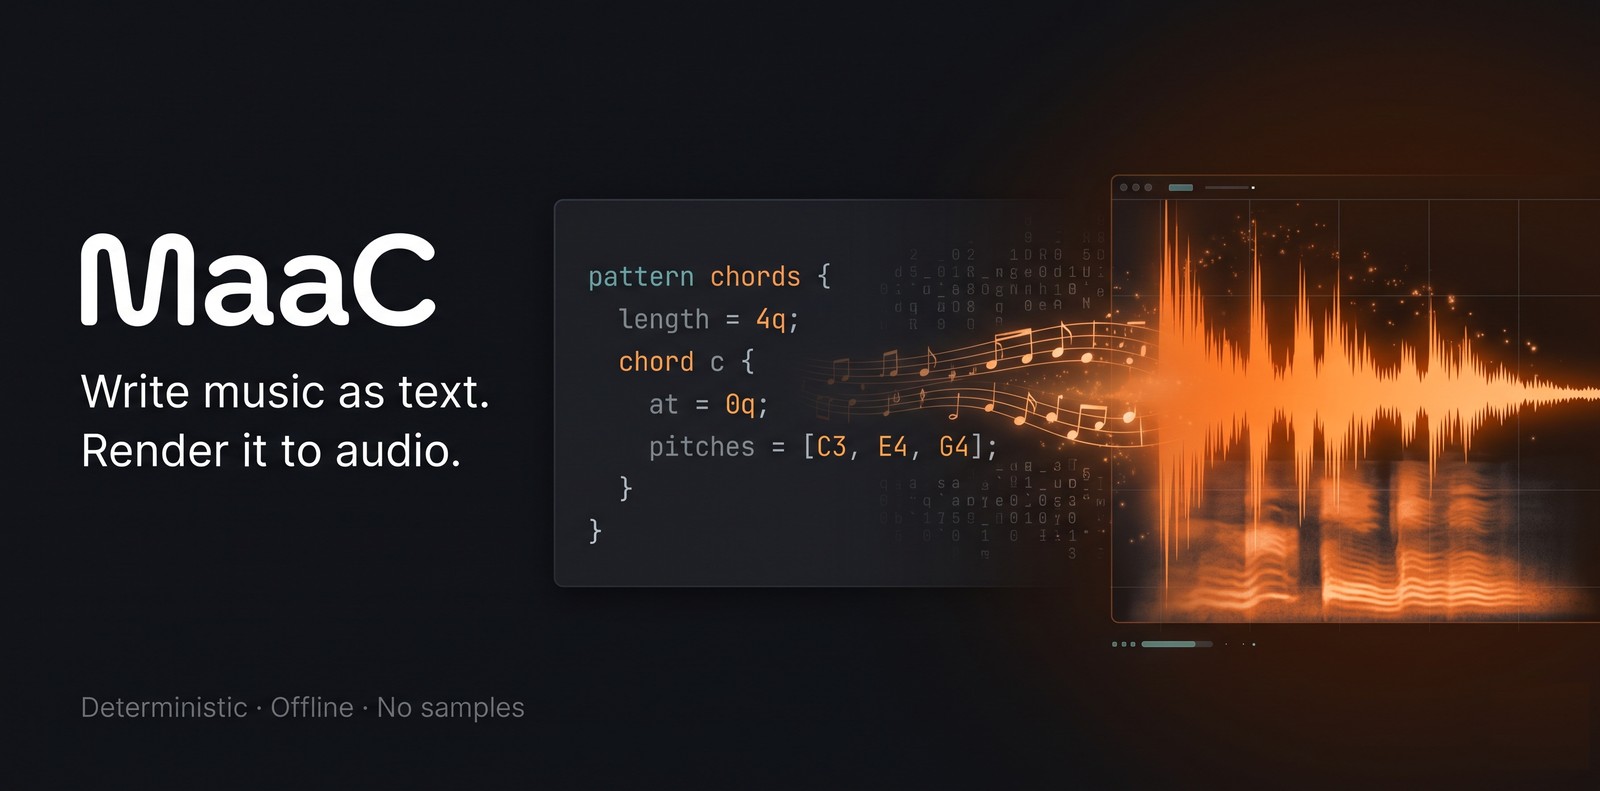 MaaC
Write music as text.
Render it to audio.
Deterministic · Offline · No samples
pattern chords {
  length = 4q;
  chord c {
    at = 0q;
    pitches = [C3, E4, G4];
  }
}